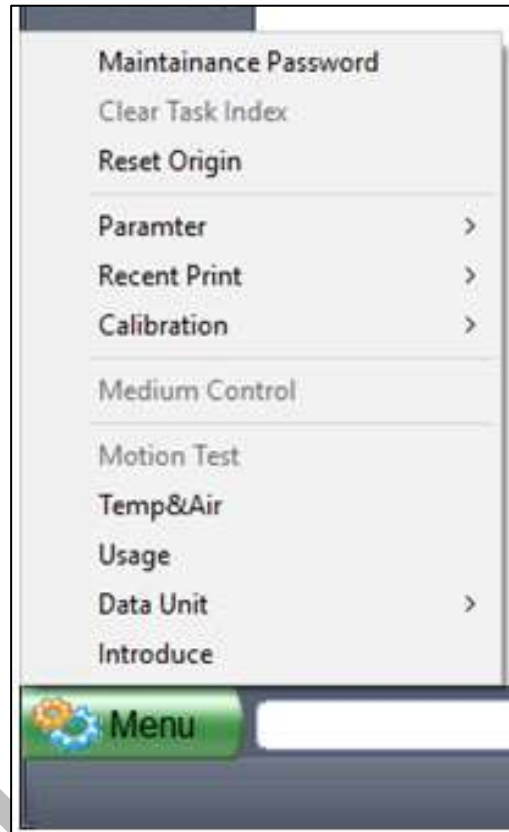 Maintainance Password
Clear Task Index
Reset Origin
Paramter
Recent Print
Calibration
Medium Control
Motion Test
Temp&Air
Usage
Data Unit
Introduce
Menu